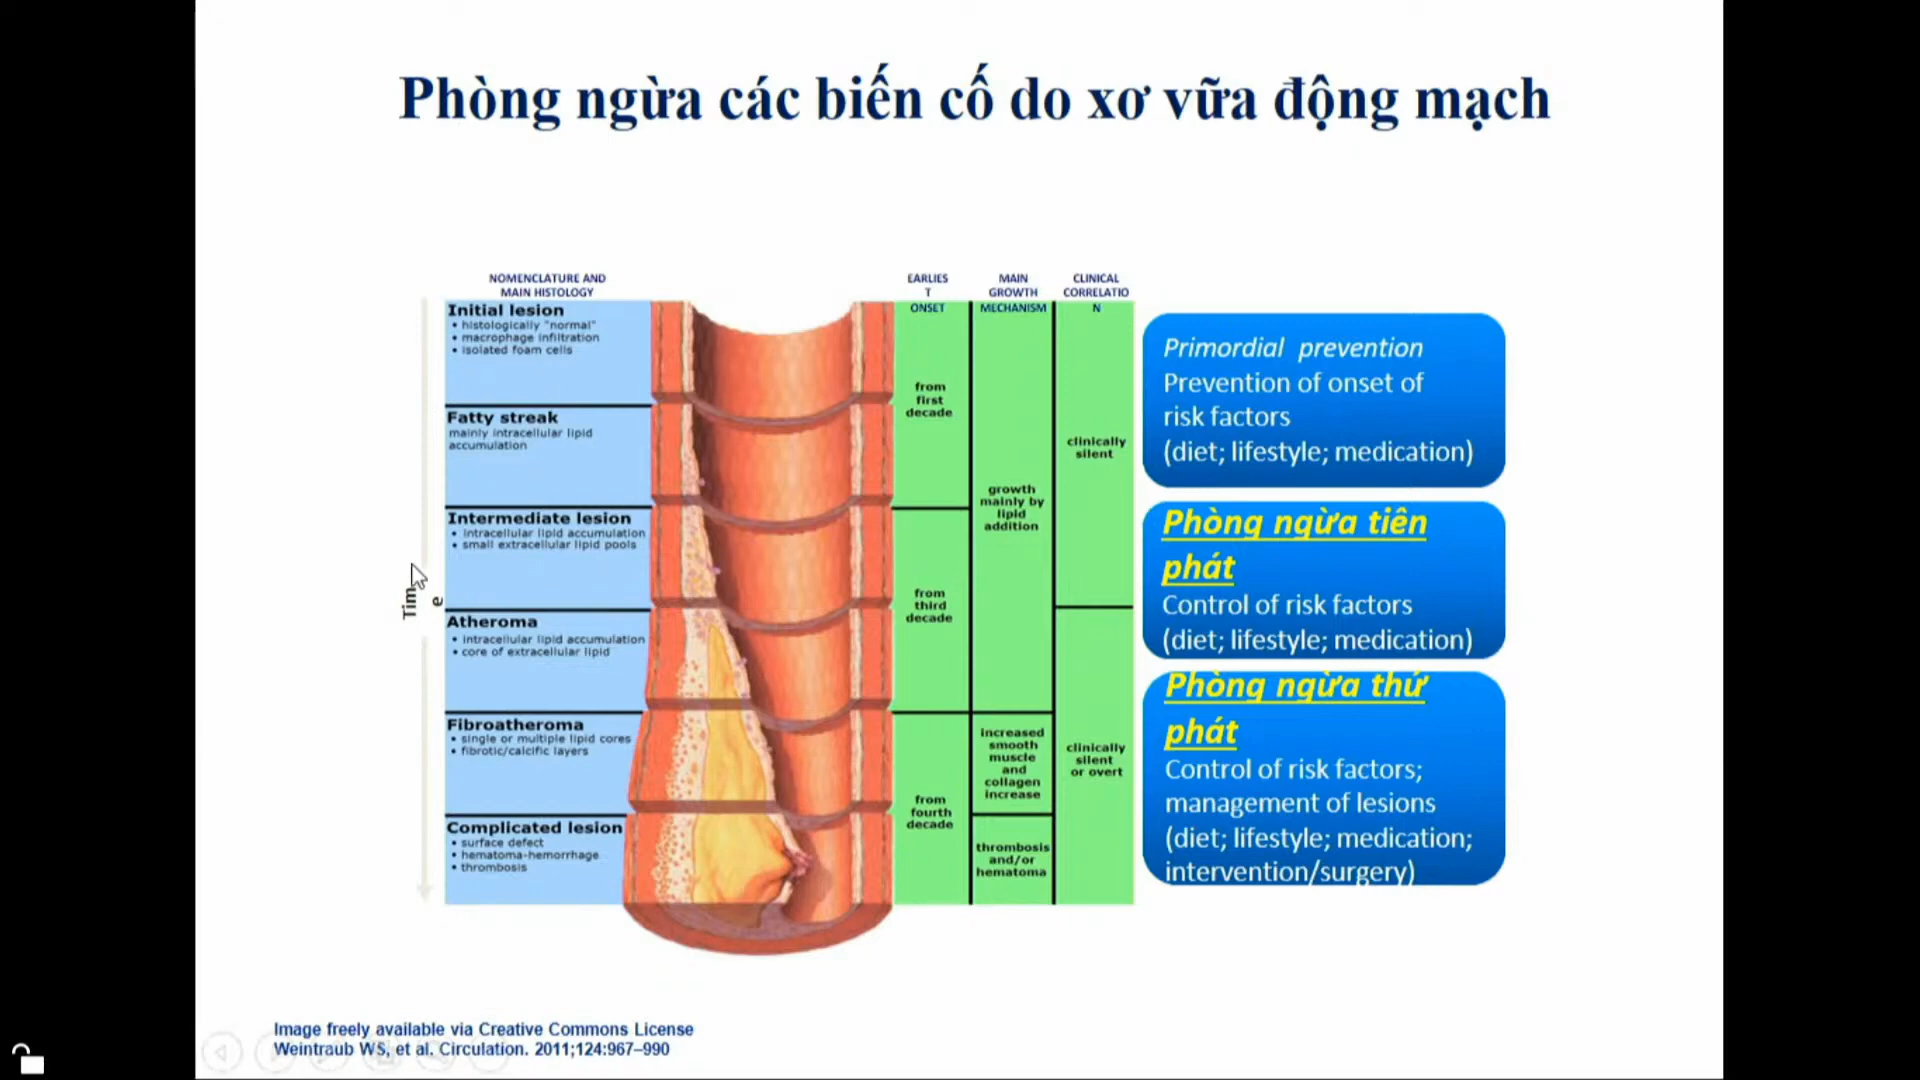 Phòng ngừa các biến cố do xơ vữa động mạch
NOMENCLATURE AND
MAIN HISTOLOGY
EARLIES
T
ONSET
MAIN
GROWTH
MECHANISM
CLINICAL
CORRELATIO
N
Tim
e
Initial lesion
• histologically "normal"
• macrophage infiltration
• isolated foam cells
Fatty streak
mainly intracellular lipid
accumulation
Intermediate lesion
• intracellular lipid accumulation
• small extracellular lipid pools
Atheroma
• intracellular lipid accumulation
• core of extracellular lipid
Fibroatheroma
• single or multiple lipid cores
• fibrotic/calcific layers
Complicated lesion
• surface defect
• hematoma-hemorrhage
• thrombosis
from
first
decade
from
third
decade
from
fourth
decade
growth
mainly by
lipid
addition
increased
smooth
muscle
and
collagen
increase
thrombosis
and/or
hematoma
clinically
silent
clinically
silent
or overt
Primordial prevention
Prevention of onset of
risk factors
(diet; lifestyle; medication)
Phòng ngừa tiên
phát
Control of risk factors
(diet; lifestyle; medication)
Phòng ngừa thứ
phát
Control of risk factors;
management of lesions
(diet; lifestyle; medication;
intervention/surgery)
Image freely available via Creative Commons License
Weintraub WS, et al. Circulation. 2011;124:967–990